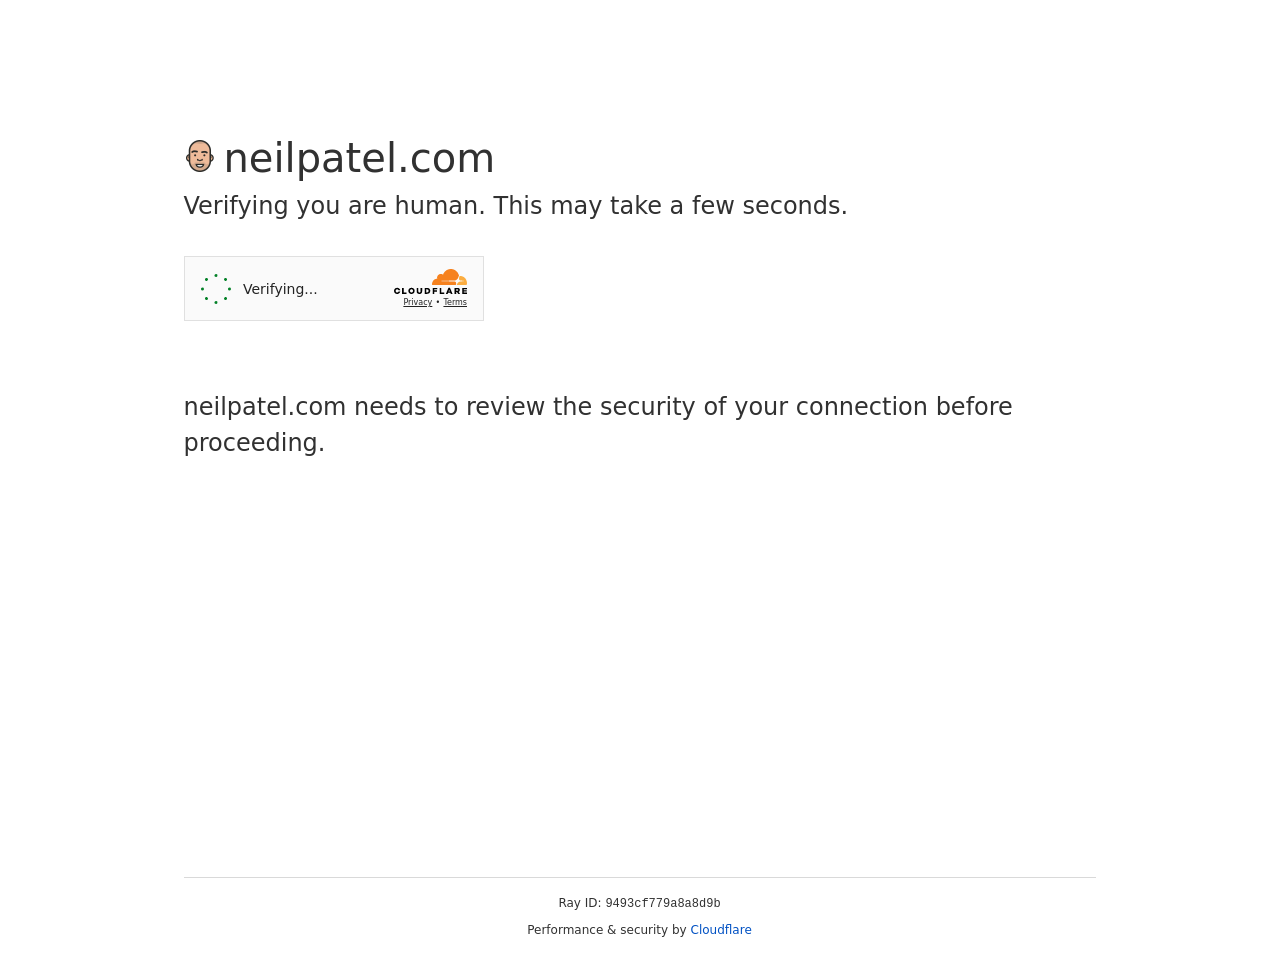 neilpatel.com
Verifying you are human. This may take a few seconds.
Verifying...
CLOUDFLARE
Privacy • Terms
neilpatel.com needs to review the security of your connection before
proceeding.
Ray ID: 9493cf779a8a8d9b
Performance & security by Cloudflare